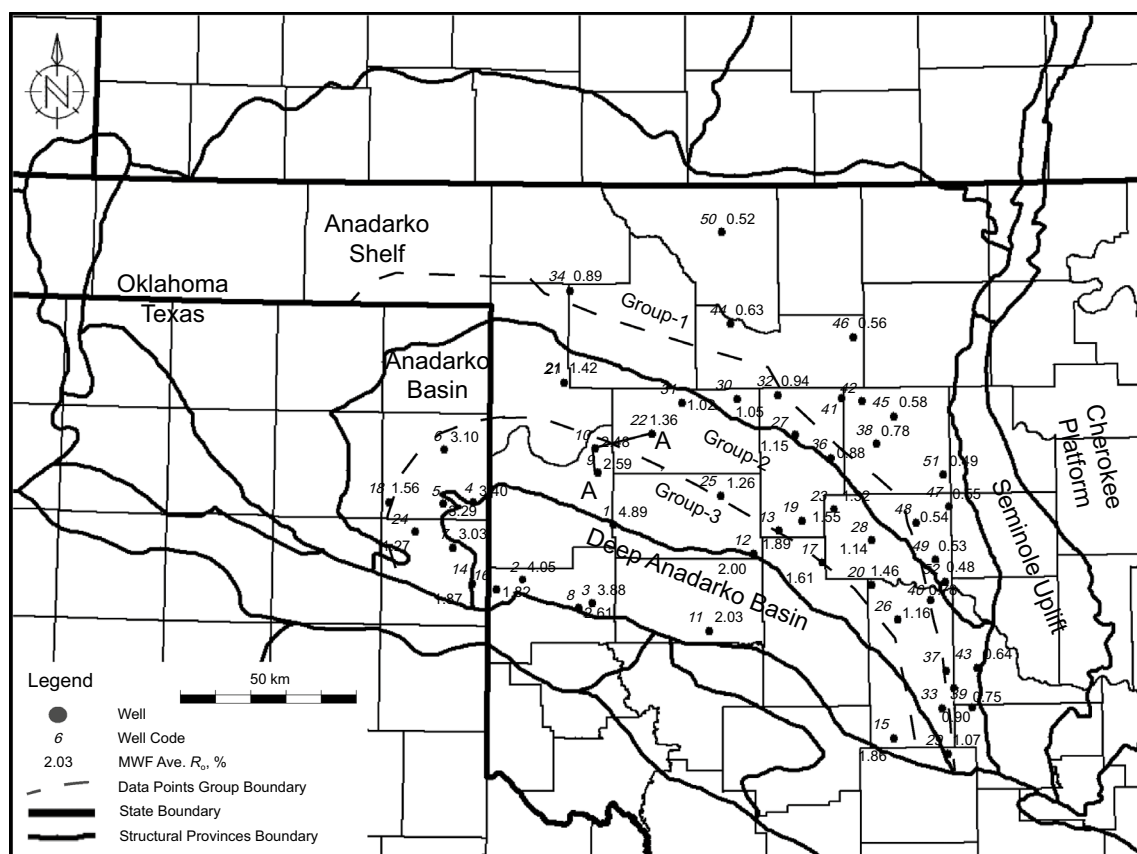 N
50 0.52
Anadarko
Shelf
34 0.89
Oklahoma
Texas
Group-1
44 0.63
46 0.56
Anadarko
Basin
21 1.42
31 1.02
30 1.05
32 0.94
42
41
45 0.58
22 1.36
A
10 2.48
9 2.59
A
6 3.10
27 1.15
38 0.78
36 0.88
Group-2
Cherokee
Platform
51 0.49
18 1.56
5 3.29
4 3.40
25 1.26
Group-3
23 1.32
47 0.55
48 0.54
1 4.89
19 1.55
13 1.89
28 1.14
24 1.27
7 3.03
Deep Anadarko Basin
12 2.00
17 1.61
49 0.53
52 0.48
Seminole Uplift
14 1.87
16 1.82
2 4.05
20 1.46
40
8 2.61
3 3.88
26 1.16
11 2.03
37
43 0.64
33 0.90
39 0.75
15 1.86
29 1.07
Legend
50 km
Well
6 Well Code
2.03 MWF Ave. Ro, %
Data Points Group Boundary
State Boundary
Structural Provinces Boundary